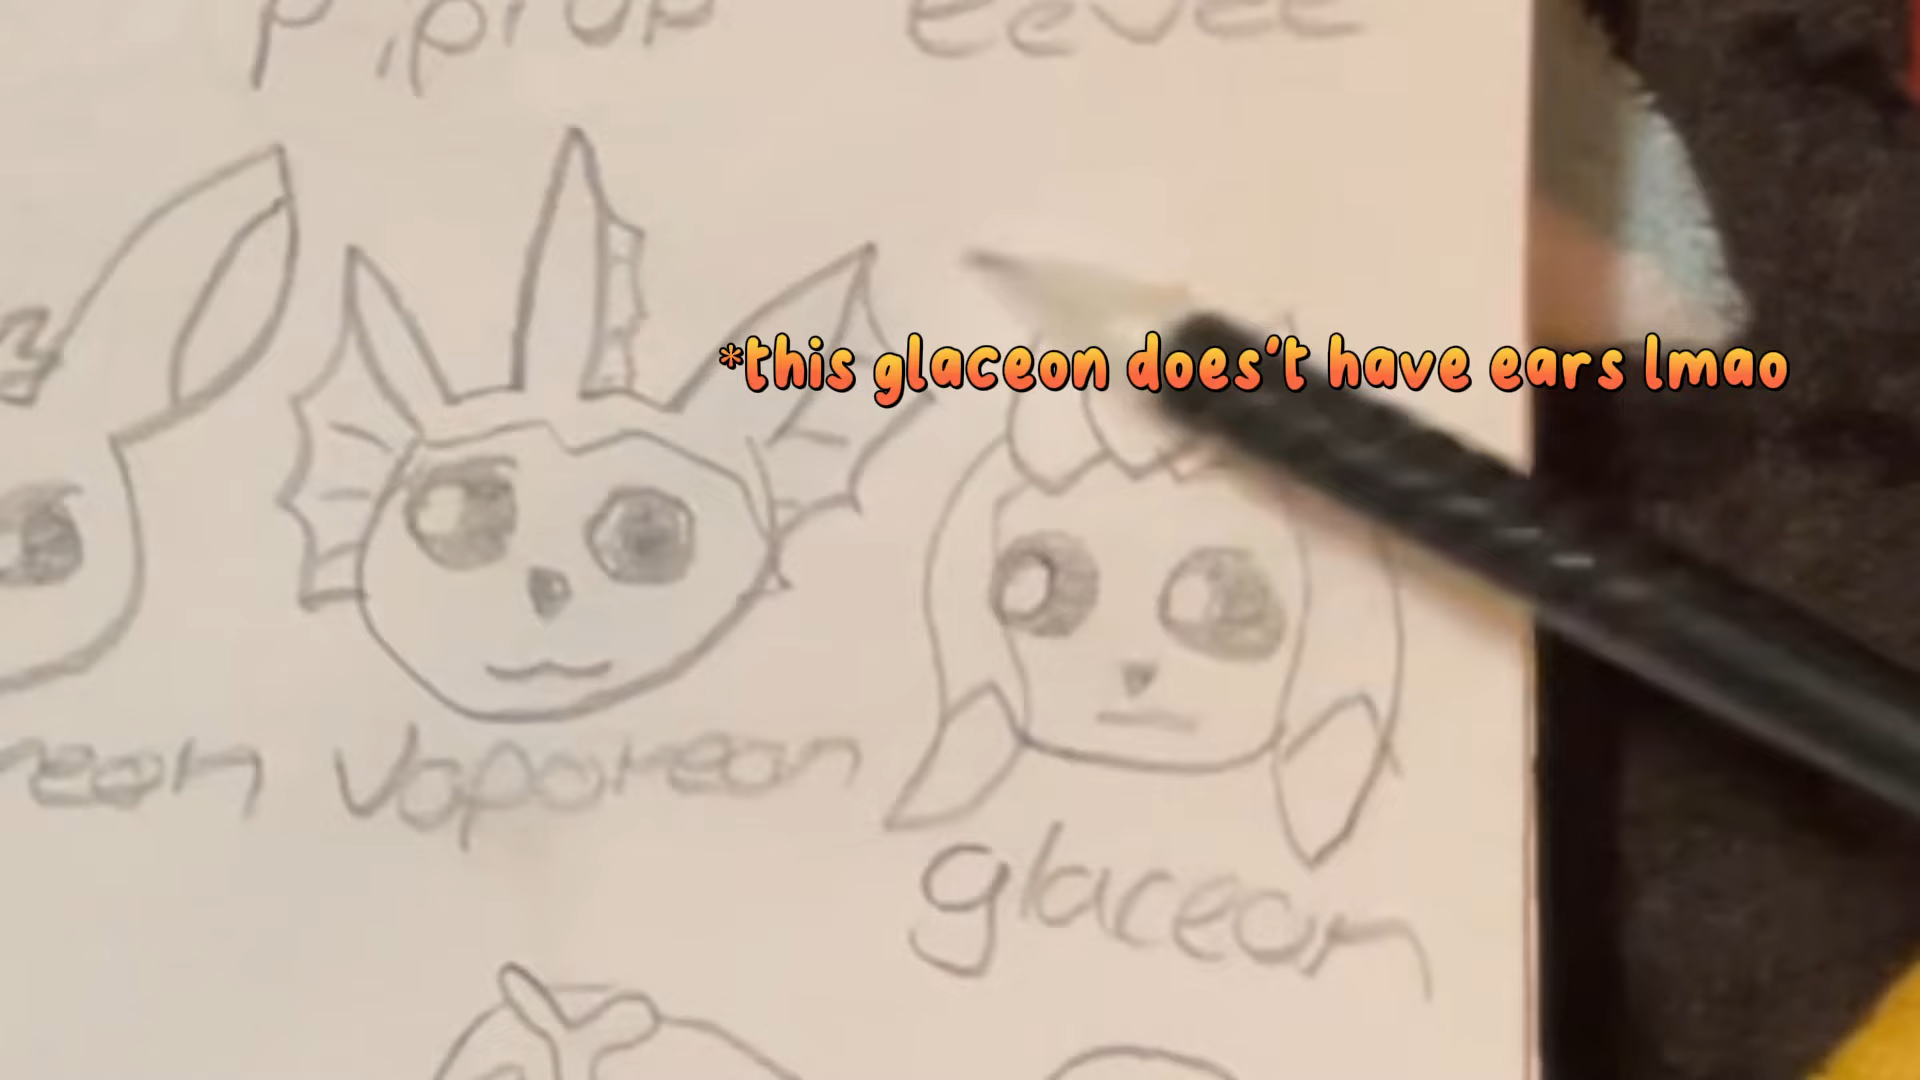 piplup eevee
*this glaceon does't have ears lmao
vaporeon
glaceon